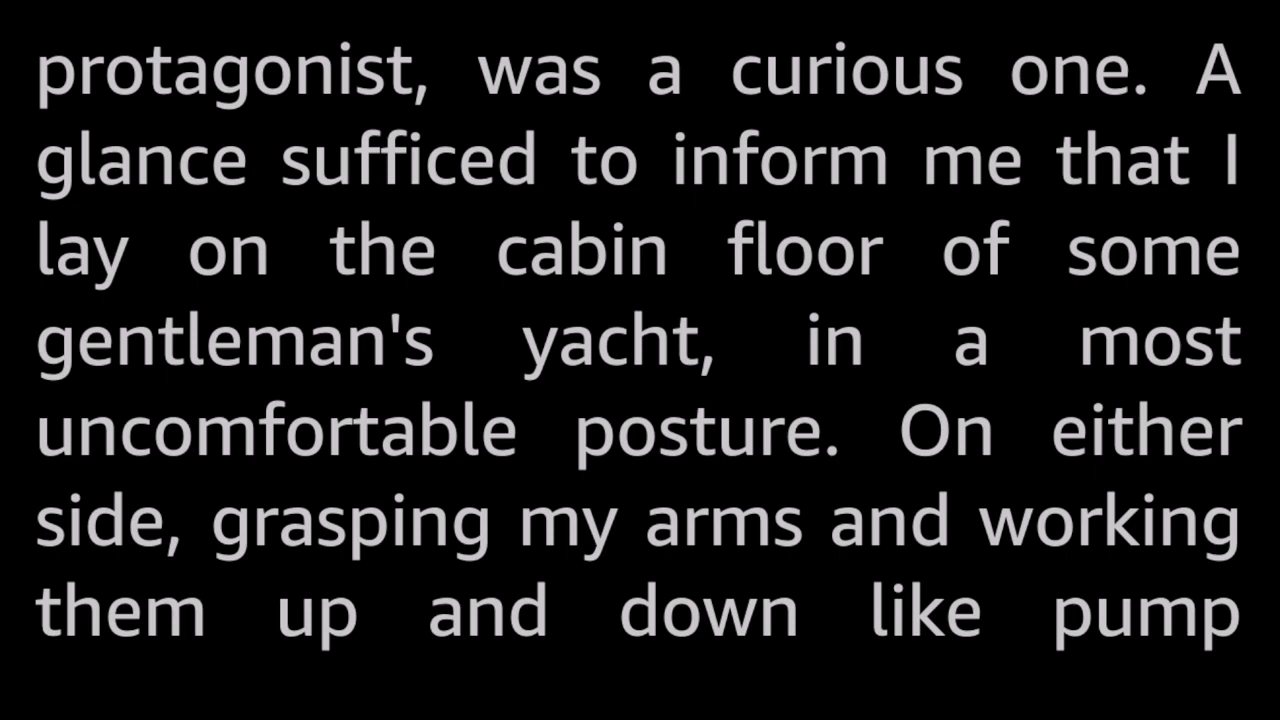 protagonist, was a curious one. A
glance sufficed to inform me that I
lay on the cabin floor of some
gentleman's yacht, in a most
uncomfortable posture. On either
side, grasping my arms and working
them up and down like pump